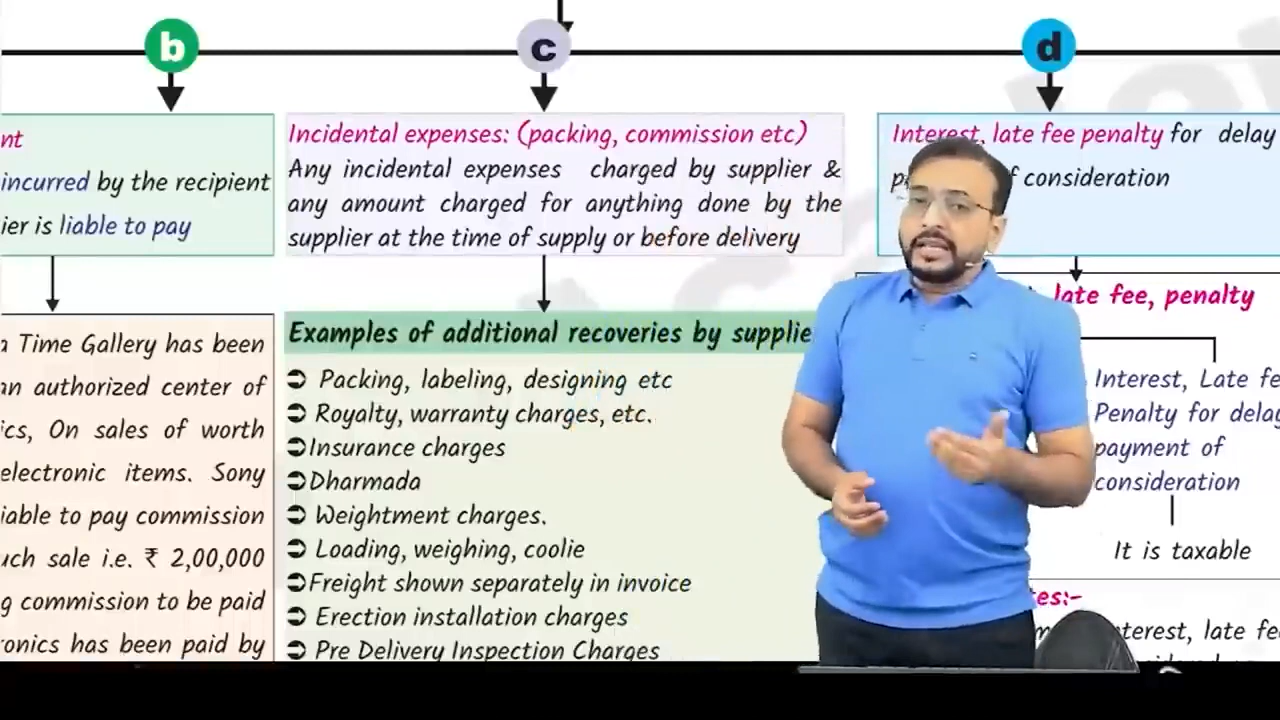 b
c
d
nt
incurred by the recipient
ier is liable to pay
Incidental expenses: (packing, commission etc)
Any incidental expenses charged by supplier &
any amount charged for anything done by the
supplier at the time of supply or before delivery
Interest, late fee penalty for delay
consideration
a Time Gallery has been
an authorized center of
ics, On sales of worth
electronic items. Sony
iable to pay commission
uch sale i.e. ₹ 2,00,000
g commission to be paid
onics has been paid by
Examples of additional recoveries by supplie
➲ Packing, labeling, designing etc
➲ Royalty, warranty charges, etc.
➲Insurance charges
➲Dharmada
➲ Weightment charges.
➲ Loading, weighing, coolie
➲Freight shown separately in invoice
➲ Erection installation charges
➲ Pre Delivery Inspection Charges
late fee, penalty
Interest, Late fe
Penalty for delay
payment of
consideration
It is taxable
tes:-
terest, late fe